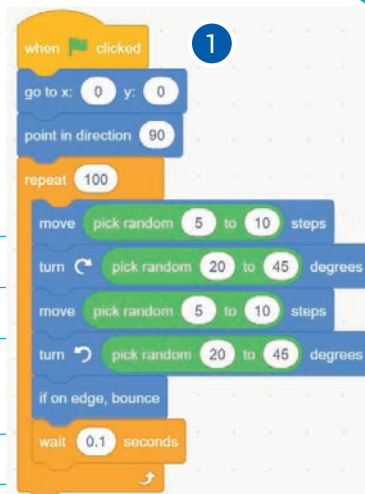 when clicked
1
go to x: 0 y: 0
point in direction 90
repeat 100
move pick random 5 to 10 steps
turn pick random 20 to 45 degrees
move pick random 5 to 10 steps
turn pick random 20 to 45 degrees
if on edge, bounce
wait 0.1 seconds